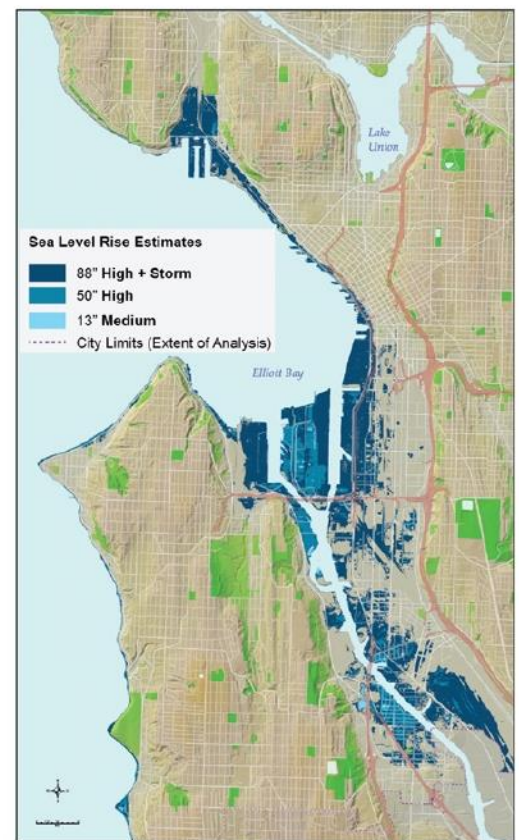 Lake
Union
Sea Level Rise Estimates
88" High + Storm
50" High
13" Medium
City Limits (Extent of Analysis)
Elliott Bay